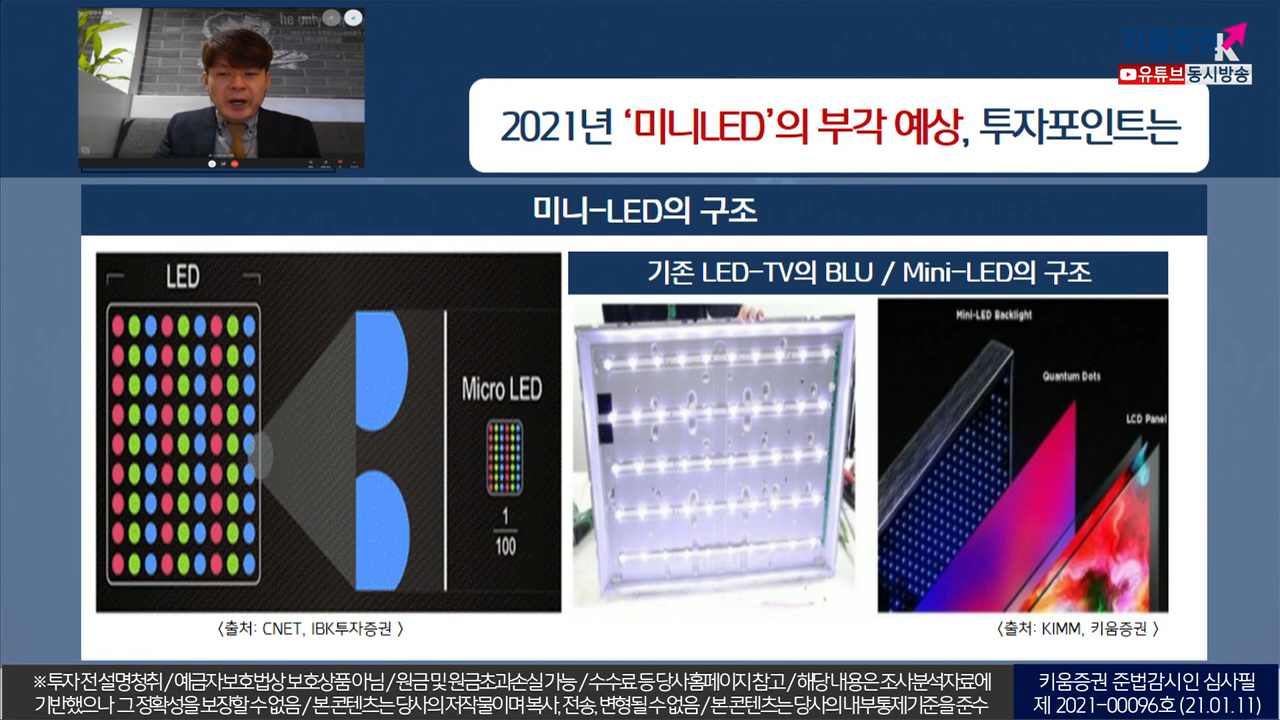 he only
키움증권
유튜브 동시방송
2021년 ‘미니LED’의 부각 예상, 투자포인트는
미니-LED의 구조
LED
Micro LED
1
100
기존 LED-TV의 BLU / Mini-LED의 구조
Mini-LED Backlight
Quantum Dots
LCD Panel
<출처: CNET, IBK투자증권 >
<출처: KIMM, 키움증권 >
※ 투자 전 설명청취 / 예금자보호법상 보호상품 아님 / 원금 및 원금초과손실 가능 / 수수료 등 당사홈페이지 참고 / 해당 내용은 조사분석자료에
기반했으나 그 정확성을 보장할 수 없음 / 본 콘텐츠는 당사의 저작물이며 복사, 전송, 변형될 수 없음 / 본 콘텐츠는 당사의 내부통제기준을 준수
키움증권 준법감시인 심사필
제 2021-00096호 (21.01.11)